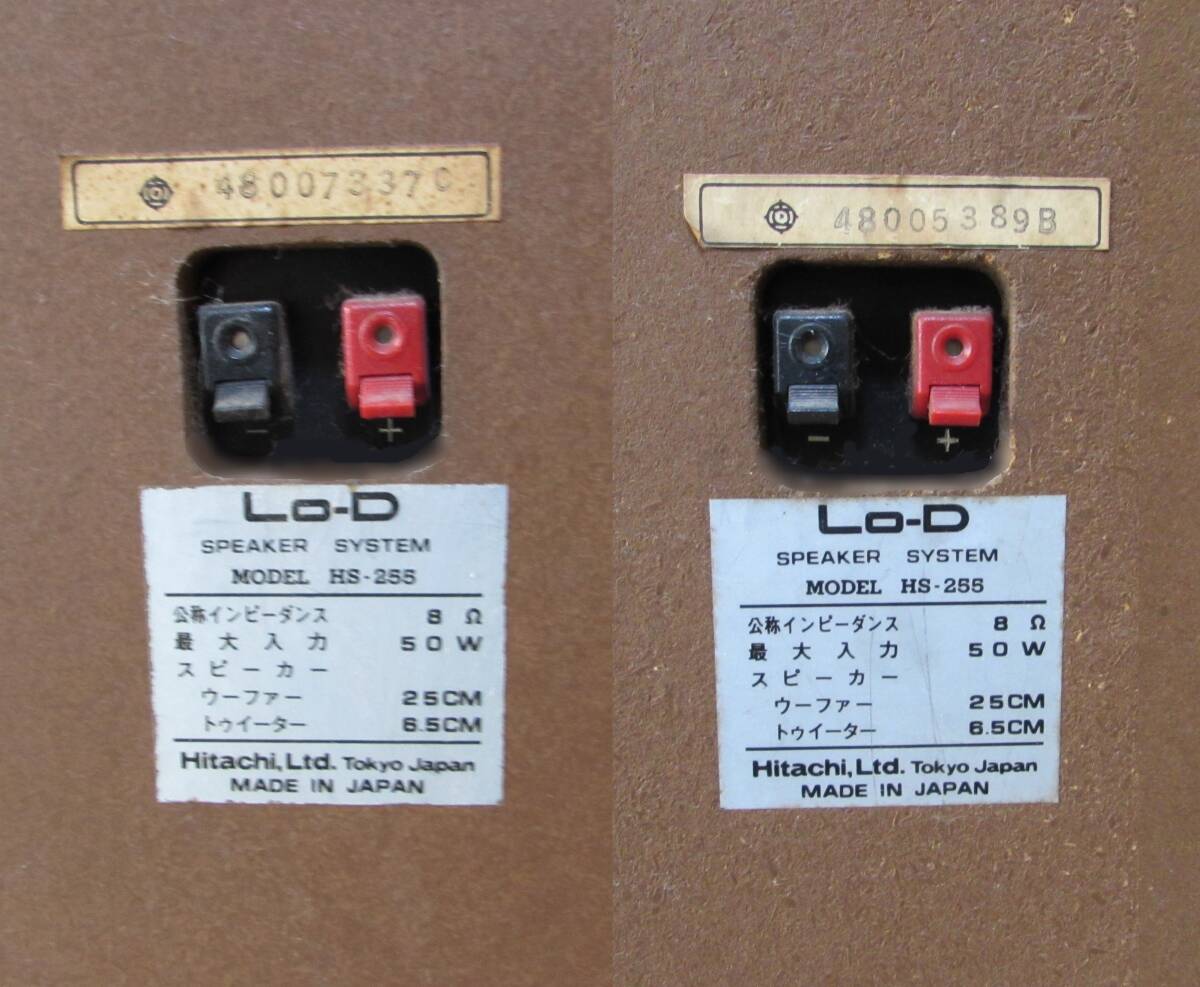 48007337C
− +
Lo-D
SPEAKER SYSTEM
MODEL HS-255
公称インピーダンス 8 Ω
最大入力 50 W
スピーカー
ウーファー 25CM
トゥイーター 6.5CM
Hitachi, Ltd. Tokyo Japan
MADE IN JAPAN
48005389B
− +
Lo-D
SPEAKER SYSTEM
MODEL HS-255
公称インピーダンス 8 Ω
最大入力 50 W
スピーカー
ウーファー 25CM
トゥイーター 6.5CM
Hitachi, Ltd. Tokyo Japan
MADE IN JAPAN